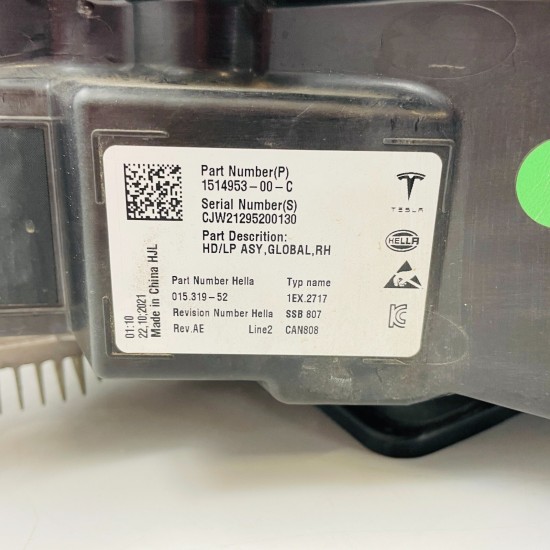 Part Number(P)
1514953-00-C
Serial Number(S)
CJW21295200130
Part Descrition:
HD/LP ASY,GLOBAL,RH
TESLA
HELLA
Part Number Hella Typ name
015.319-52 1EX.2717
Revision Number Hella SSB 807
Rev.AE Line2 CAN808
01:10
22,10;2021
Made in China HJL